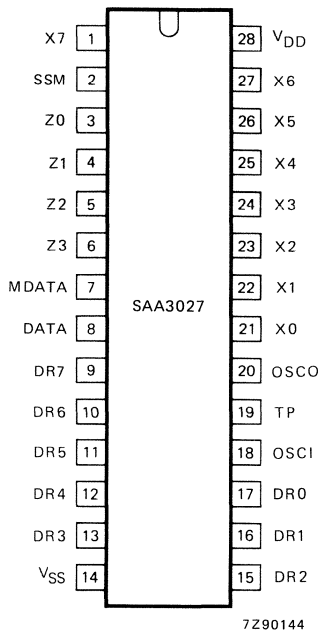 X7 1 28 VDD
SSM 2 27 X6
Z0 3 26 X5
Z1 4 25 X4
Z2 5 24 X3
Z3 6 23 X2
MDATA 7 22 X1
SAA3027
DATA 8 21 X0
DR7 9 20 OSCO
DR6 10 19 TP
DR5 11 18 OSCI
DR4 12 17 DR0
DR3 13 16 DR1
VSS 14 15 DR2
7Z90144